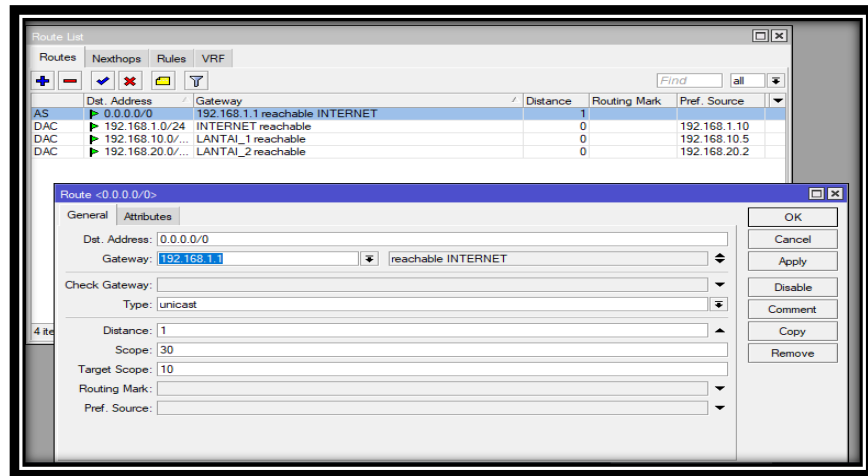 Route List
Routes Nexthops Rules VRF
Find all
Dst. Address Gateway Distance Routing Mark Pref. Source
AS 0.0.0.0/0 192.168.1.1 reachable INTERNET 1
DAC 192.168.1.0/24 INTERNET reachable 0 192.168.1.10
DAC 192.168.10.0/... LANTAI_1 reachable 0 192.168.10.5
DAC 192.168.20.0/... LANTAI_2 reachable 0 192.168.20.2
Route <0.0.0.0/0>
General Attributes
OK
Dst. Address: 0.0.0.0/0
Cancel
Gateway: 192.168.1.1 reachable INTERNET
Apply
Check Gateway:
Disable
Type: unicast
Comment
4 ite
Distance: 1
Copy
Scope: 30
Remove
Target Scope: 10
Routing Mark:
Pref. Source: